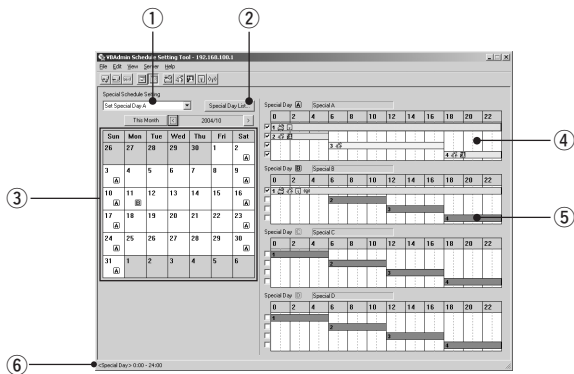 ① ②
VBAdmin Schedule Setting Tool - 192.168.100.1
File Edit View Server Help
Special Schedule Setting
Set Special Day A Special Day List...
This Month < 2004/10 >
Sun Mon Tue Wed Thu Fri Sat
26 27 28 29 30 1 2
A
3 4 5 6 7 8 9
A A
10 11 12 13 14 15 16
A B A
17 18 19 20 21 22 23
A A
24 25 26 27 28 29 30
A A
31 1 2 3 4 5 6
A
Special Day A Special A
0 2 4 6 8 10 12 14 16 18 20 22
1
2
3
4
Special Day B Special B
0 2 4 6 8 10 12 14 16 18 20 22
1
2
3
4
Special Day C Special C
0 2 4 6 8 10 12 14 16 18 20 22
1
2
3
4
Special Day D Special D
0 2 4 6 8 10 12 14 16 18 20 22
1
2
3
4
③
④
⑤
⑥
<Special Day> 0:00 - 24:00